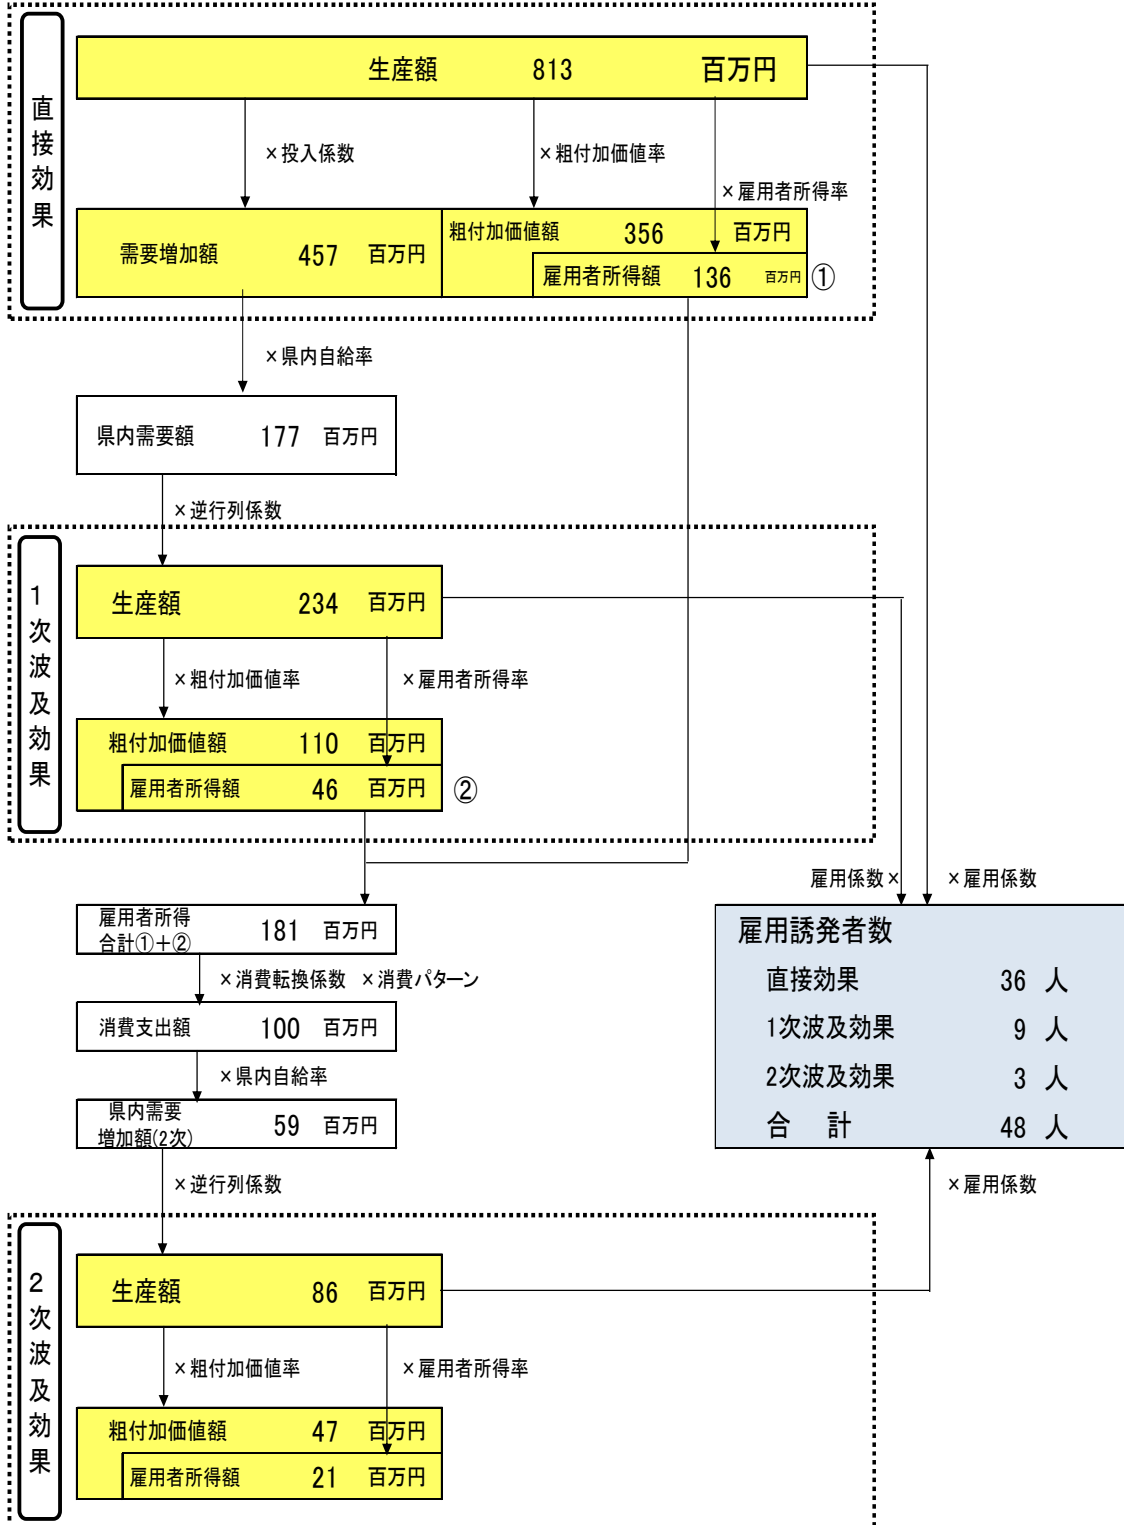 直接効果
生産額 813 百万円
×投入係数 ×粗付加価値率
×雇用者所得率
需要増加額 457 百万円
粗付加価値額 356 百万円
雇用者所得額 136 百万円 ①
×県内自給率
県内需要額 177 百万円
×逆行列係数
1次波及効果
生産額 234 百万円
×粗付加価値率 ×雇用者所得率
粗付加価値額 110 百万円
雇用者所得額 46 百万円 ②
雇用係数× ×雇用係数
雇用者所得
合計①+② 181 百万円
×消費転換係数 ×消費パターン
消費支出額 100 百万円
×県内自給率
県内需要
増加額(2次) 59 百万円
雇用誘発者数
直接効果 36 人
1次波及効果 9 人
2次波及効果 3 人
合 計 48 人
×逆行列係数 ×雇用係数
2次波及効果
生産額 86 百万円
×粗付加価値率 ×雇用者所得率
粗付加価値額 47 百万円
雇用者所得額 21 百万円